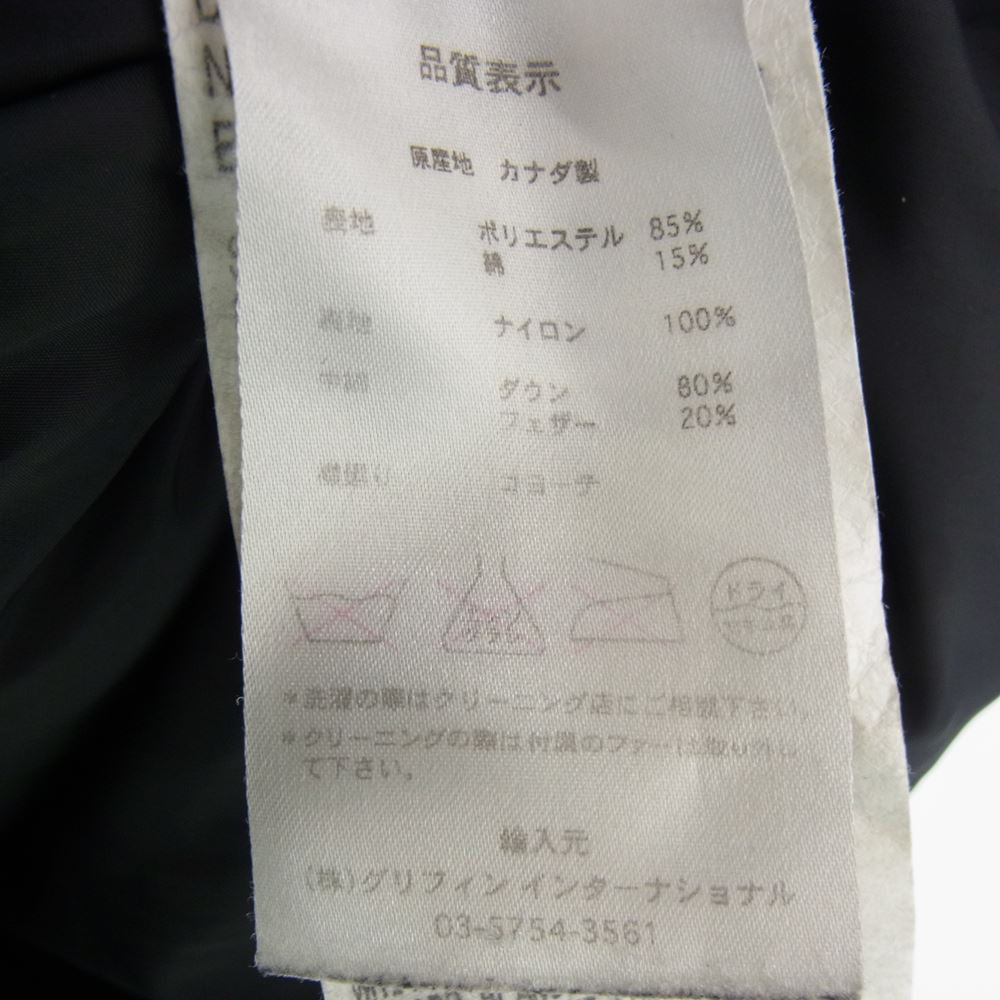 品質表示
原産地 カナダ製
表地 ポリエステル 85%
綿 15%
裏地 ナイロン 100%
中綿 ダウン 80%
フェザー 20%
襟廻り コヨーテ
ドライ
*洗濯の際はクリーニング店にご相談下さい。
*クリーニングの際は付属のファーは取り外し
て下さい。
輸入元
(株)グリフィン インターナショナル
03-5754-3561